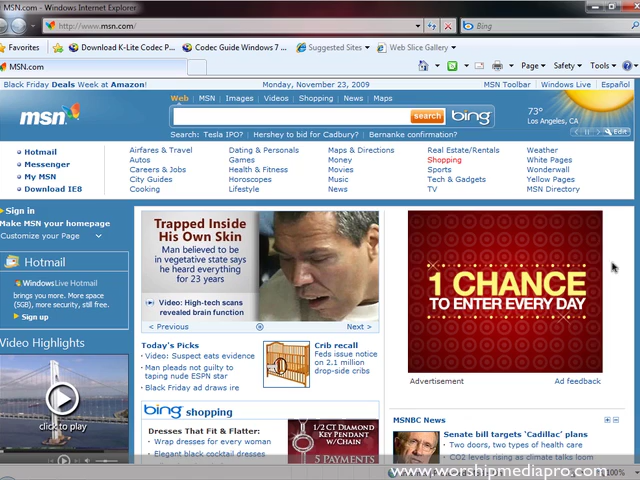 MSN.com - Windows Internet Explorer
http://www.msn.com/
Bing
Favorites
Download K-Lite Codec P...
Codec Guide Windows 7 ...
Suggested Sites
Web Slice Gallery
MSN.com
Page
Safety
Tools
Black Friday Deals Week at Amazon!
Monday, November 23, 2009
MSN Toolbar
Windows Live
Español
msn
Web
MSN
Images
Videos
Shopping
News
Maps
search
bing
73°
Los Angeles, CA
Edit
Search: Tesla IPO? | Hershey to bid for Cadbury? | Bernanke confirmation?
Hotmail
Messenger
My MSN
Download IE8
Airfares & Travel
Autos
Careers & Jobs
City Guides
Cooking
Dating & Personals
Games
Health & Fitness
Horoscopes
Lifestyle
Maps & Directions
Money
Movies
Music
News
Real Estate/Rentals
Shopping
Sports
Tech & Gadgets
TV
Weather
White Pages
Wonderwall
Yellow Pages
MSN Directory
Sign in
Make MSN your homepage
Customize your Page
Hotmail
Windows Live Hotmail
brings you more. More space
(5GB), more security, still free.
Sign up
Video Highlights
click to play
Trapped Inside
His Own Skin
Man believed to be
in vegetative state says
he heard everything
for 23 years
Video: High-tech scans
revealed brain function
< Previous
Next >
Today's Picks
Video: Suspect eats evidence
Man pleads not guilty to
taping nude ESPN star
Black Friday ad draws ire
Crib recall
Feds issue notice
on 2.1 million
drop-side cribs
bing shopping
Dresses That Fit & Flatter:
Wrap dresses for every woman
Elegant black cocktail dresses
1/2 CT DIAMOND
KEY PENDANT
W/CHAIN
5 PAYMENTS
1 CHANCE
TO ENTER EVERY DAY
Advertisement
Ad feedback
MSNBC News
Senate bill targets 'Cadillac' plans
Two doors, two types of health care
CO2 levels rising as climate talks loom
100%
www.worshipmediapro.com